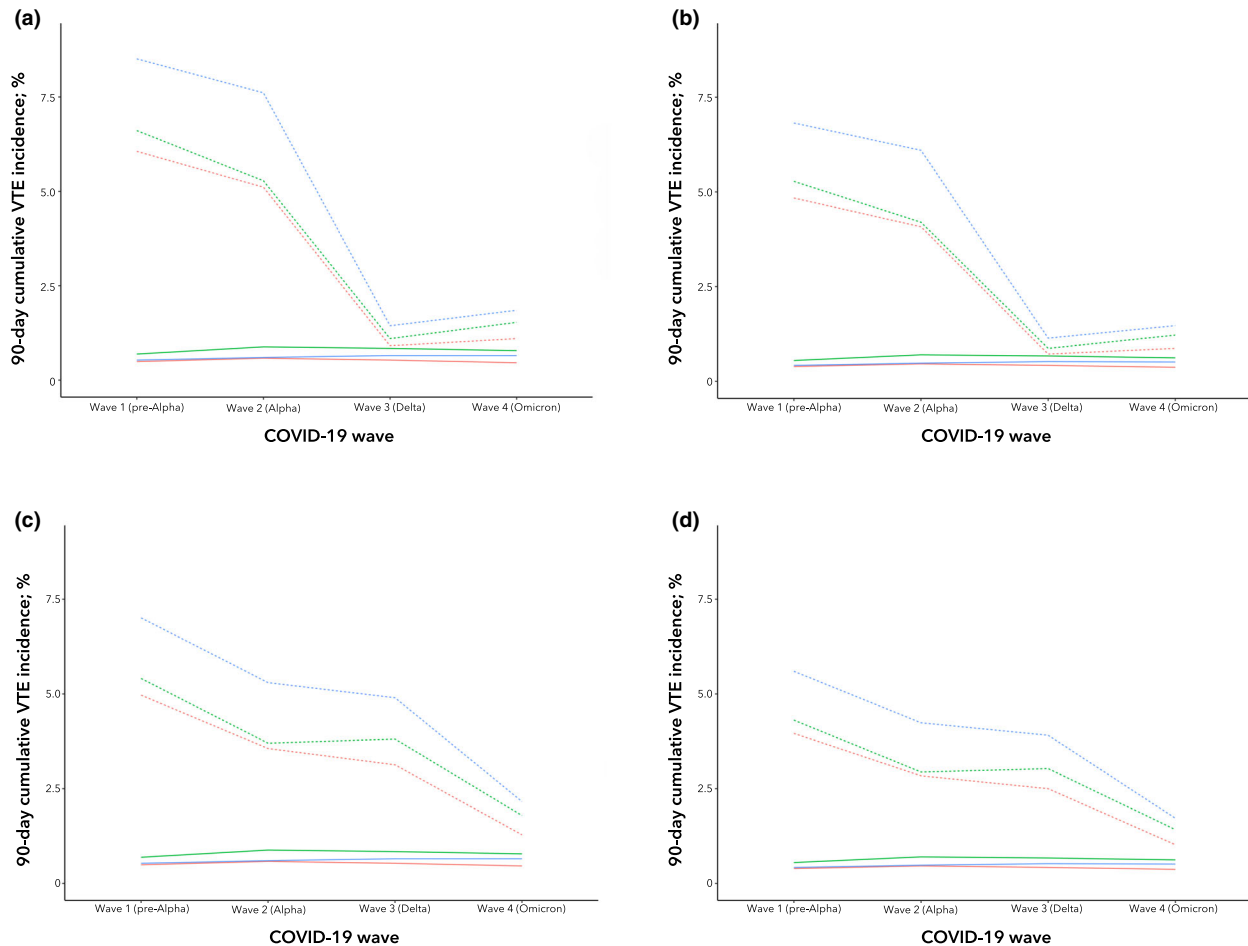 (a)
90-day cumulative VTE incidence; %
7.5
5.0
2.5
0
Wave 1 (pre-Alpha) Wave 2 (Alpha) Wave 3 (Delta) Wave 4 (Omicron)
COVID-19 wave
(b)
90-day cumulative VTE incidence; %
7.5
5.0
2.5
0
Wave 1 (pre-Alpha) Wave 2 (Alpha) Wave 3 (Delta) Wave 4 (Omicron)
COVID-19 wave
(c)
90-day cumulative VTE incidence; %
7.5
5.0
2.5
0
Wave 1 (pre-Alpha) Wave 2 (Alpha) Wave 3 (Delta) Wave 4 (Omicron)
COVID-19 wave
(d)
90-day cumulative VTE incidence; %
7.5
5.0
2.5
0
Wave 1 (pre-Alpha) Wave 2 (Alpha) Wave 3 (Delta) Wave 4 (Omicron)
COVID-19 wave